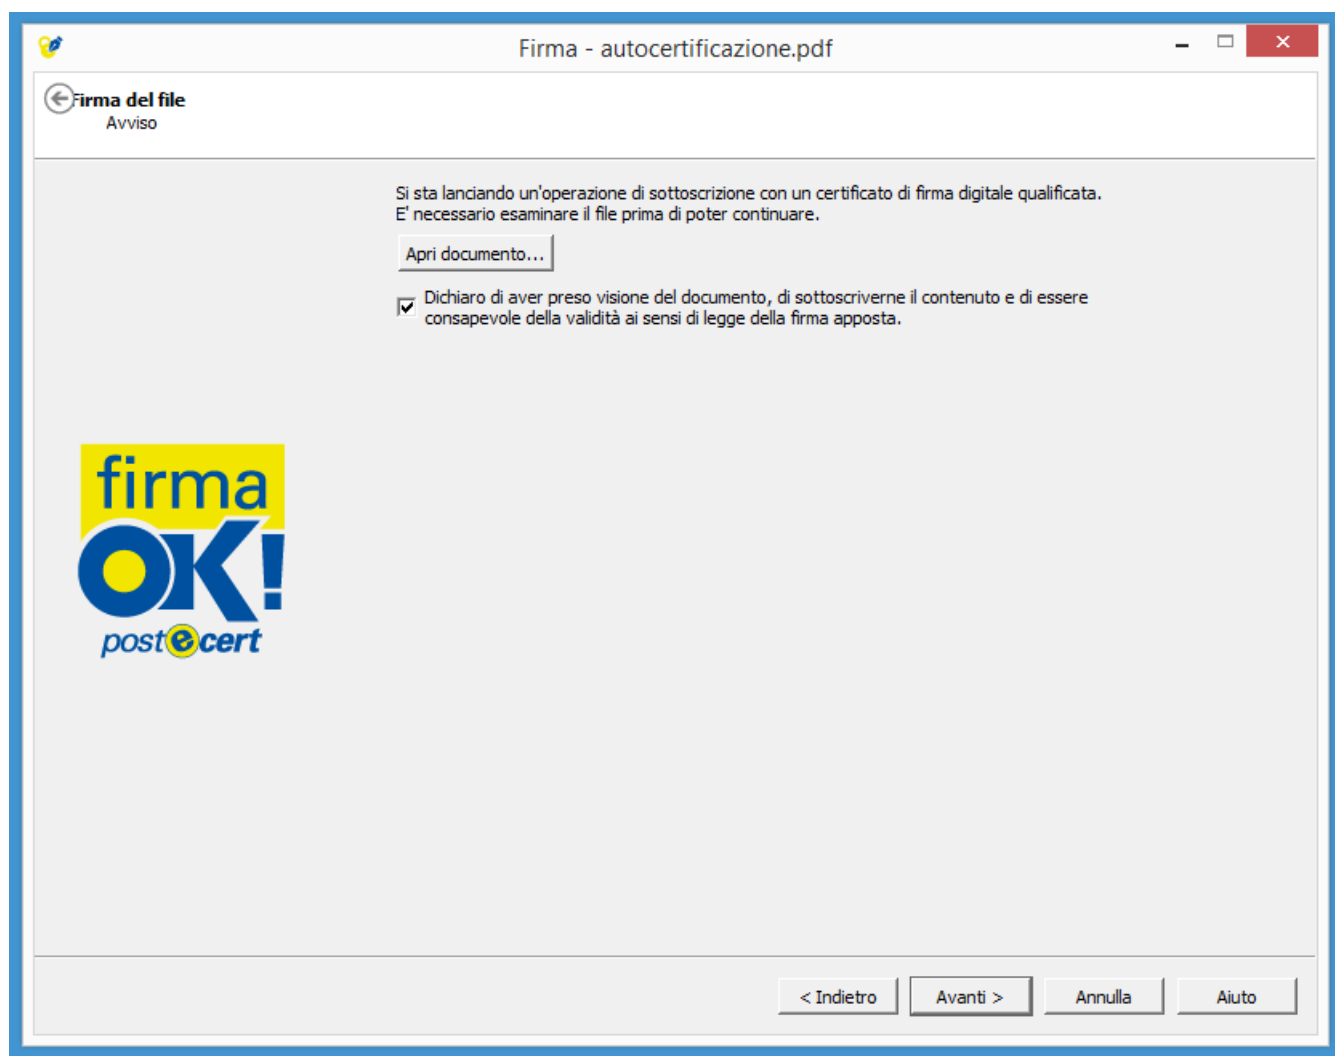 Firma - autocertificazione.pdf
Firma del file
Avviso
Si sta lanciando un'operazione di sottoscrizione con un certificato di firma digitale qualificata.
E' necessario esaminare il file prima di poter continuare.
Apri documento...
Dichiaro di aver preso visione del documento, di sottoscriverne il contenuto e di essere
consapevole della validità ai sensi di legge della firma apposta.
firma
OK!
postecert
< Indietro
Avanti >
Annulla
Aiuto